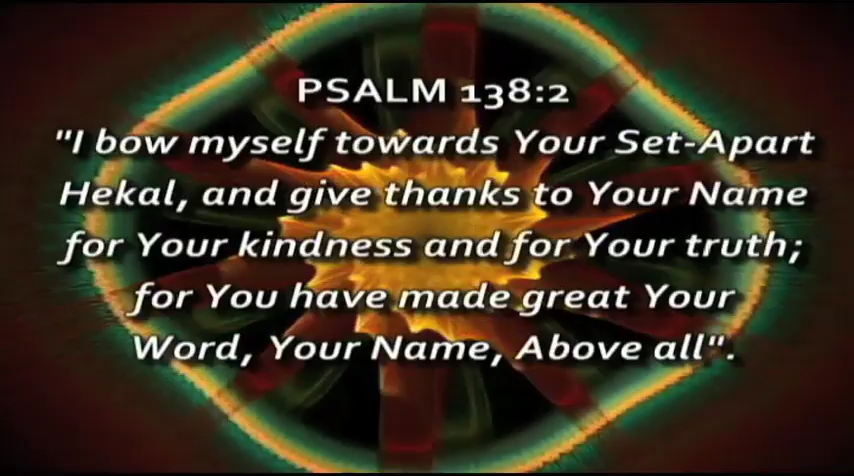 PSALM 138:2
"I bow myself towards Your Set-Apart
Hekal, and give thanks to Your Name
for Your kindness and for Your truth;
for You have made great Your
Word, Your Name, Above all".